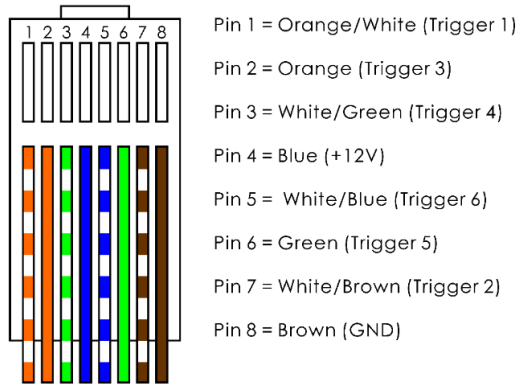 1 2 3 4 5 6 7 8
Pin 1 = Orange/White (Trigger 1)
Pin 2 = Orange (Trigger 3)
Pin 3 = White/Green (Trigger 4)
Pin 4 = Blue (+12V)
Pin 5 = White/Blue (Trigger 6)
Pin 6 = Green (Trigger 5)
Pin 7 = White/Brown (Trigger 2)
Pin 8 = Brown (GND)